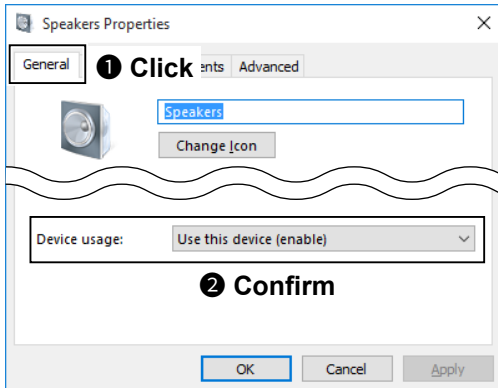 Speakers Properties
General ❶ Click ents Advanced
Speakers
Change Icon
Device usage: Use this device (enable)
❷ Confirm
OK Cancel Apply